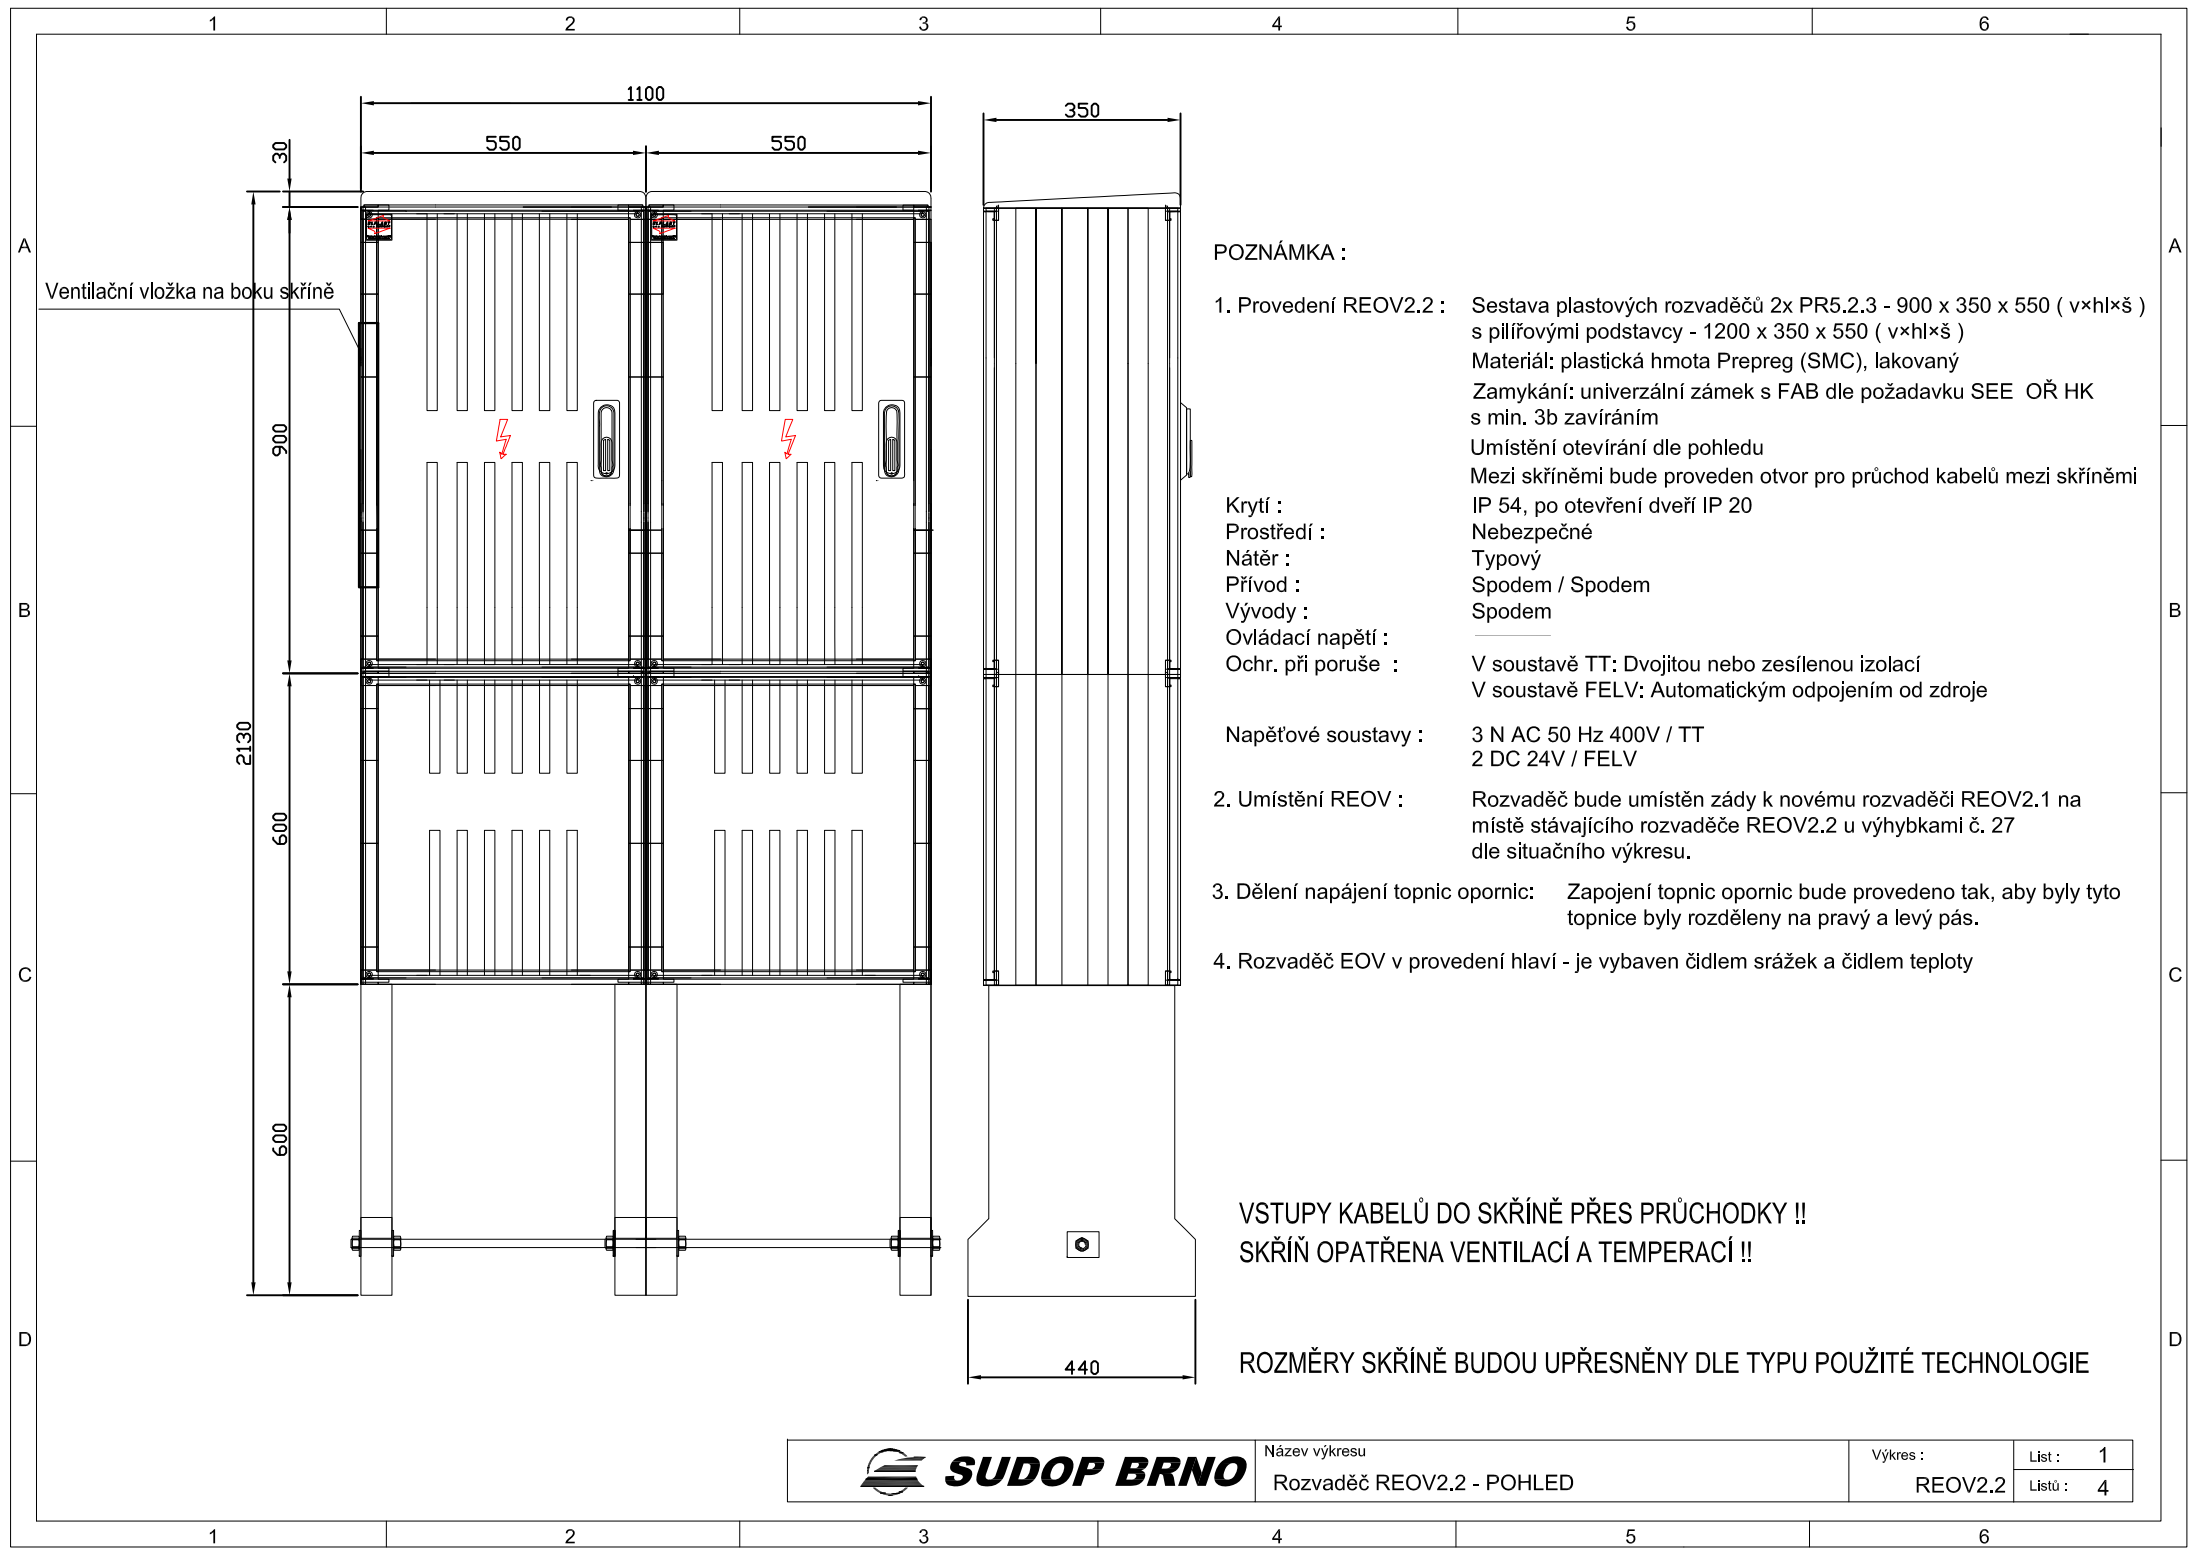 1 2 3 4 5 6
1100
350
550 550
30
A A
POZNÁMKA :
Ventilační vložka na boku skříně
1. Provedení REOV2.2 : Sestava plastových rozvaděčů 2x PR5.2.3 - 900 x 350 x 550 ( v×hl×š )
s pilířovými podstavcy - 1200 x 350 x 550 ( v×hl×š )
Materiál: plastická hmota Prepreg (SMC), lakovaný
Zamykání: univerzální zámek s FAB dle požadavku SEE OŘ HK
s min. 3b zavíráním
900
Umístění otevírání dle pohledu
Mezi skříněmi bude proveden otvor pro průchod kabelů mezi skříněmi
Krytí : IP 54, po otevření dveří IP 20
Prostředí : Nebezpečné
Nátěr : Typový
Přívod : Spodem / Spodem
B B
Vývody : Spodem
Ovládací napětí :
Ochr. při poruše : V soustavě TT: Dvojitou nebo zesílenou izolací
V soustavě FELV: Automatickým odpojením od zdroje
2130
Napěťové soustavy : 3 N AC 50 Hz 400V / TT
2 DC 24V / FELV
2. Umístění REOV : Rozvaděč bude umístěn zády k novému rozvaděči REOV2.1 na
místě stávajícího rozvaděče REOV2.2 u výhybkami č. 27
dle situačního výkresu.
600
3. Dělení napájení topnic opornic: Zapojení topnic opornic bude provedeno tak, aby byly tyto
topnice byly rozděleny na pravý a levý pás.
4. Rozvaděč EOV v provedení hlaví - je vybaven čidlem srážek a čidlem teploty
C C
600
VSTUPY KABELŮ DO SKŘÍNĚ PŘES PRŮCHODKY !!
SKŘÍŇ OPATŘENA VENTILACÍ A TEMPERACÍ !!
D D
440
ROZMĚRY SKŘÍNĚ BUDOU UPŘESNĚNY DLE TYPU POUŽITÉ TECHNOLOGIE
SUDOP BRNO
Název výkresu
Rozvaděč REOV2.2 - POHLED
Výkres :
REOV2.2
List : 1
Listů : 4
1 2 3 4 5 6